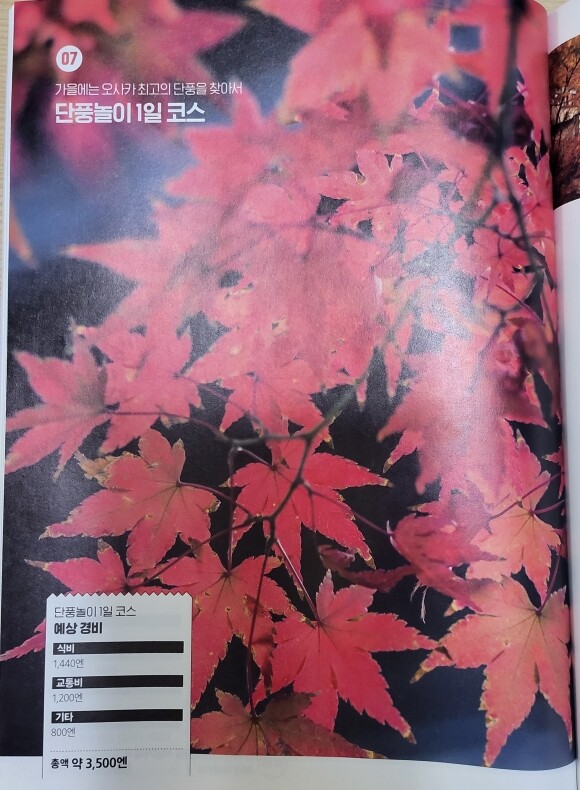 07
가을에는 오사카 최고의 단풍을 찾아서
단풍놀이 1일 코스
단풍놀이 1일 코스
예상 경비
식비
1,440엔
교통비
1,200엔
기타
800엔
총액 약 3,500엔